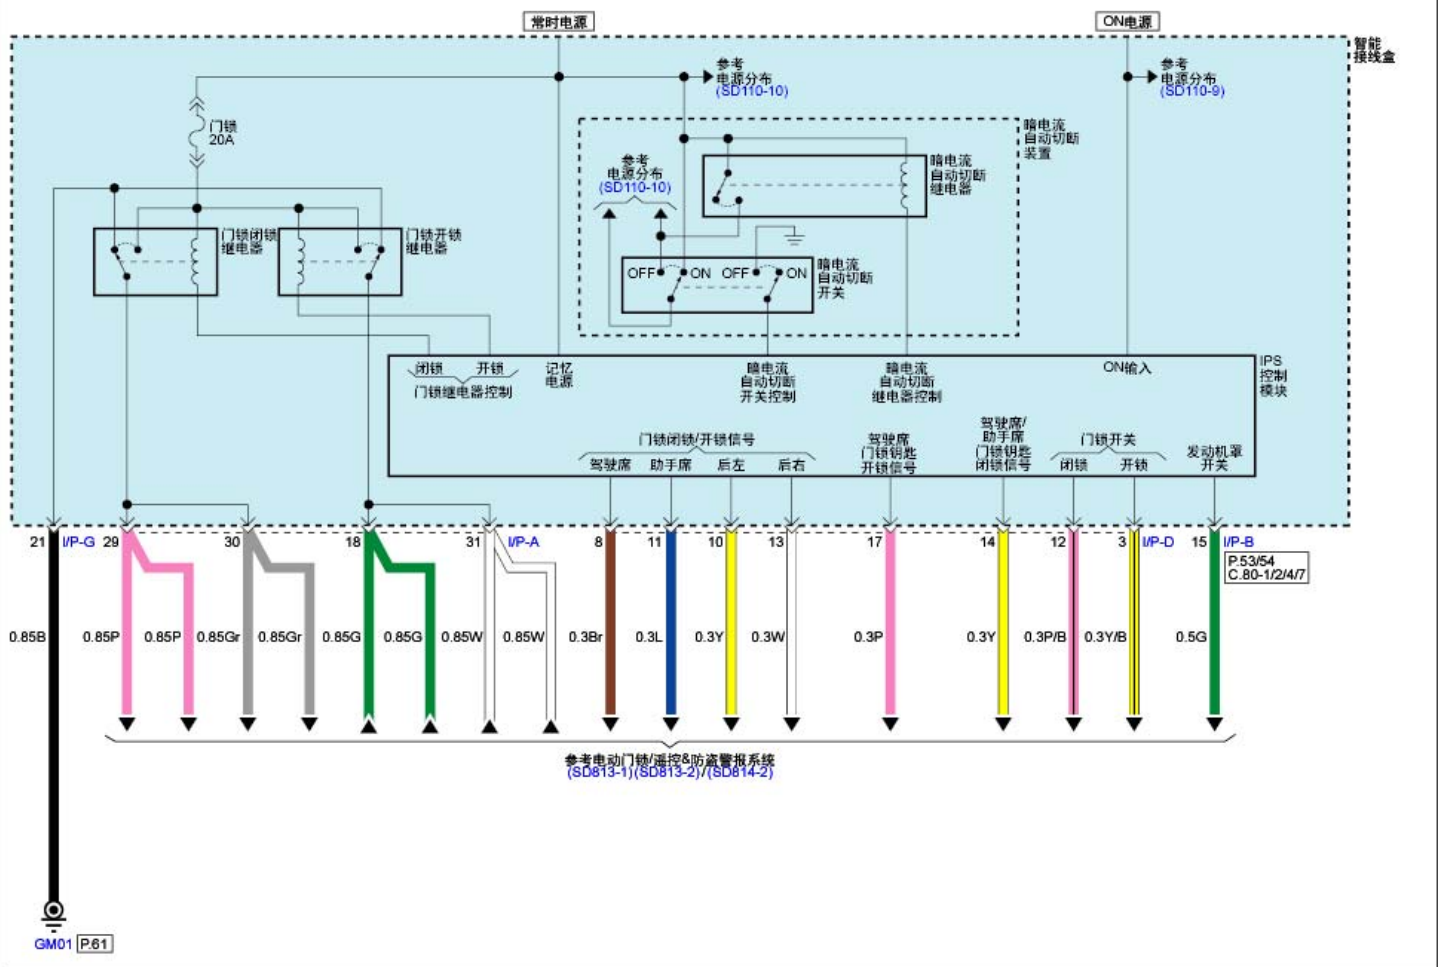 常时电源
ON电源
智能
接线盒
参考
电源分布
(SD110-10)
参考
电源分布
(SD110-9)
门锁
20A
暗电流
自动切断
装置
参考
电源分布
(SD110-10)
暗电流
自动切断
继电器
门锁闭锁
继电器
门锁开锁
继电器
OFF
ON
OFF
ON
暗电流
自动切断
开关
闭锁
开锁
门锁继电器控制
记忆
电源
暗电流
自动切断
开关控制
暗电流
自动切断
继电器控制
ON输入
IPS
控制
模块
门锁闭锁/开锁信号
驾驶席
助手席
后左
后右
驾驶席
门锁钥匙
开锁信号
驾驶席/
助手席
门锁钥匙
闭锁信号
门锁开关
闭锁
开锁
发动机罩
开关
21
I/P-G
29
30
18
31
I/P-A
8
11
10
13
17
14
12
3
I/P-D
15
I/P-B
P.53/54
C.80-1/2/4/7
0.85B
0.85P
0.85P
0.85Gr
0.85Gr
0.85G
0.85G
0.85W
0.85W
0.3Br
0.3L
0.3Y
0.3W
0.3P
0.3Y
0.3P/B
0.3Y/B
0.5G
参考电动门锁/遥控&防盗警报系统
(SD813-1)(SD813-2)/(SD814-2)
GM01
P.61